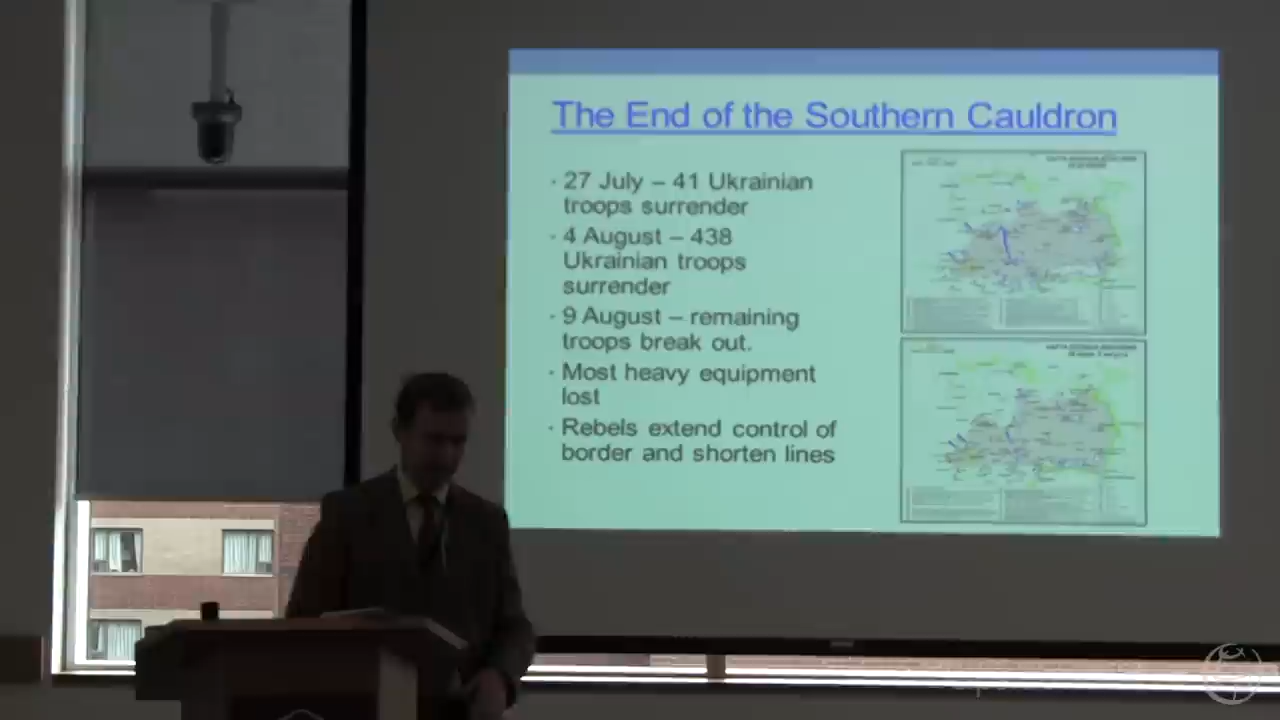 The End of the Southern Cauldron
· 27 July – 41 Ukrainian
troops surrender
· 4 August – 438
Ukrainian troops
surrender
· 9 August – remaining
troops break out.
· Most heavy equipment
lost
· Rebels extend control of
border and shorten lines